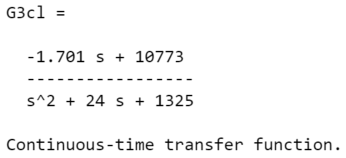 G3cl =
-1.701 s + 10773
-----------------
s^2 + 24 s + 1325
Continuous-time transfer function.